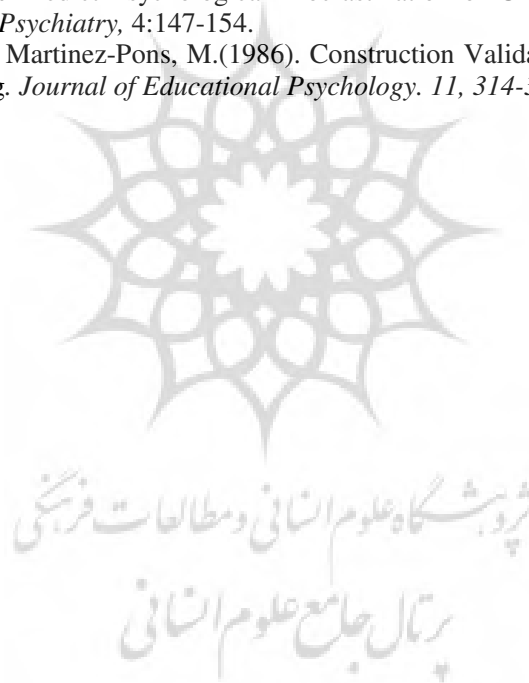 Psychiatry, 4:147-154.
Martinez-Pons, M.(1986). Construction Valida
g. Journal of Educational Psychology. 11, 314-3
پژوهشگاه علوم انسانی و مطالعات فرهنگی
پرتال جامع علوم انسانی